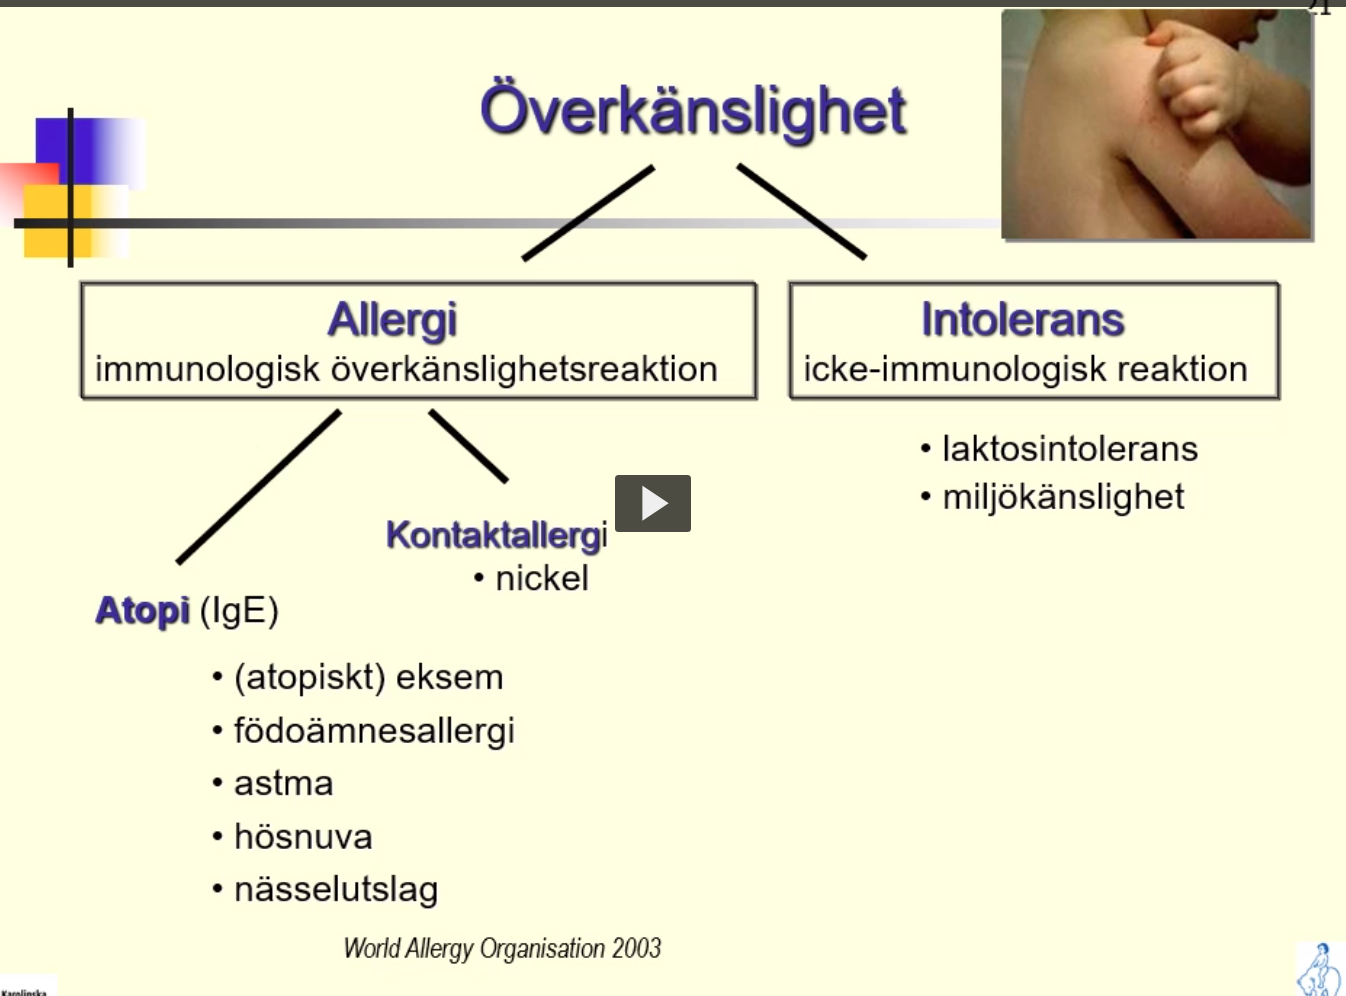 21
Överkänslighet
Allergi
immunologisk överkänslighetsreaktion
Intolerans
icke-immunologisk reaktion
• laktosintolerans
• miljökänslighet
Kontaktallergi
• nickel
Atopi (IgE)
• (atopiskt) eksem
• födoämnesallergi
• astma
• hösnuva
• nässelutslag
World Allergy Organisation 2003
Karolinska